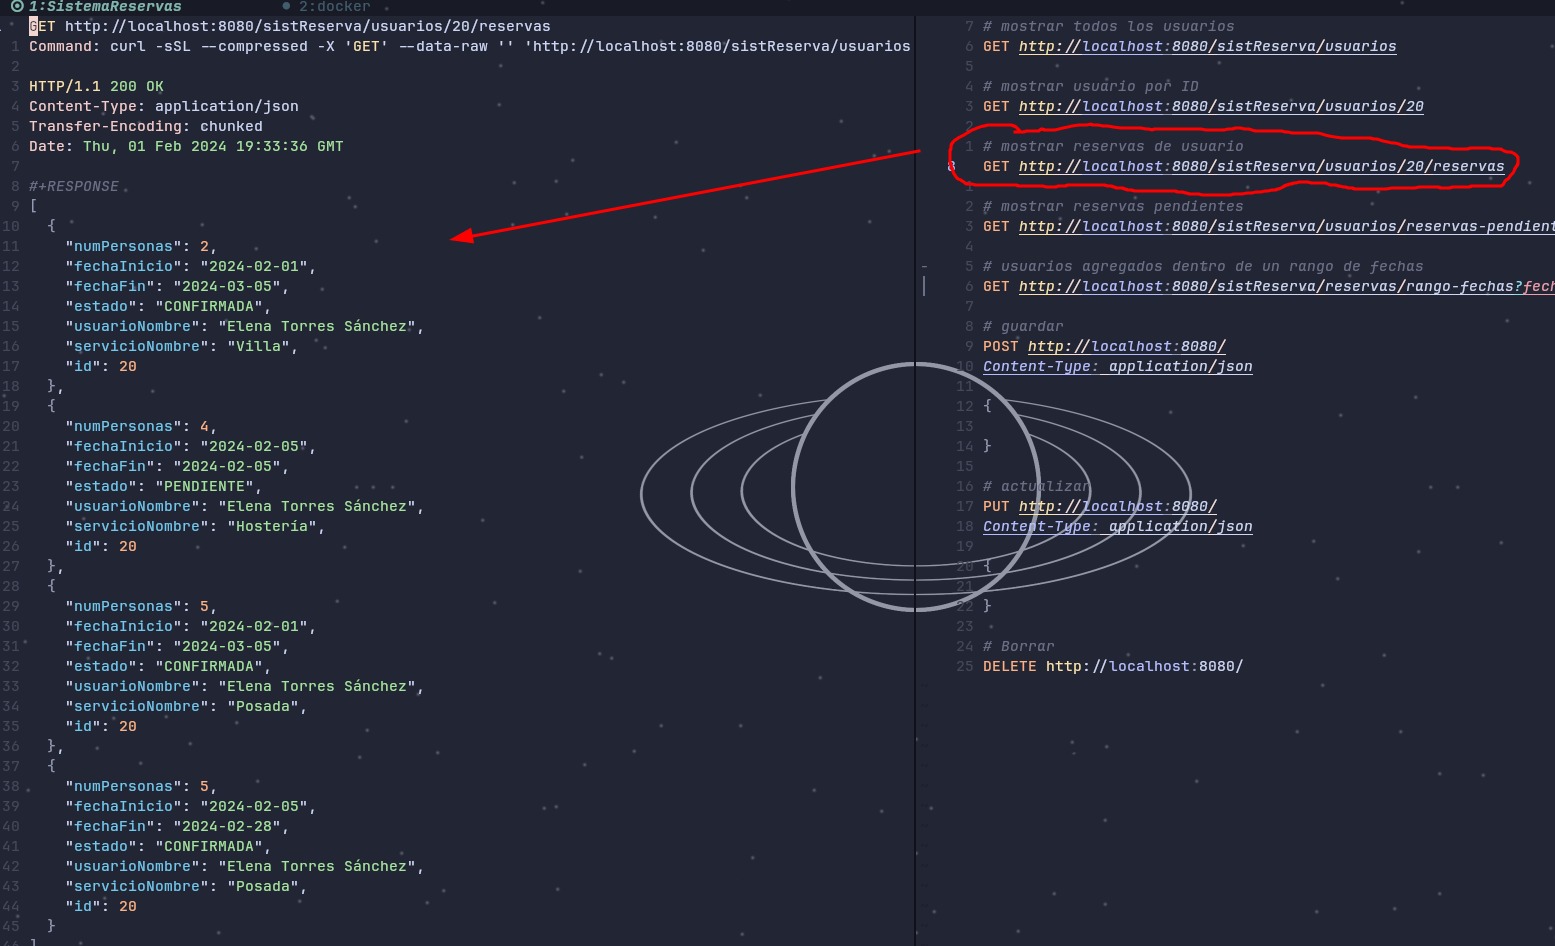 1:SistemaReservas
2:docker
GET http://localhost:8080/sistReserva/usuarios/20/reservas
1 Command: curl -sSL --compressed -X 'GET' --data-raw '' 'http://localhost:8080/sistReserva/usuarios
2
3 HTTP/1.1 200 OK
4 Content-Type: application/json
5 Transfer-Encoding: chunked
6 Date: Thu, 01 Feb 2024 19:33:36 GMT
7
8 #+RESPONSE
9 [
10 {
11 "numPersonas": 2,
12 "fechaInicio": "2024-02-01",
13 "fechaFin": "2024-03-05",
14 "estado": "CONFIRMADA",
15 "usuarioNombre": "Elena Torres Sánchez",
16 "servicioNombre": "Villa",
17 "id": 20
18 },
19 {
20 "numPersonas": 4,
21 "fechaInicio": "2024-02-05",
22 "fechaFin": "2024-02-05",
23 "estado": "PENDIENTE",
24 "usuarioNombre": "Elena Torres Sánchez",
25 "servicioNombre": "Hostería",
26 "id": 20
27 },
28 {
29 "numPersonas": 5,
30 "fechaInicio": "2024-02-01",
31 "fechaFin": "2024-03-05",
32 "estado": "CONFIRMADA",
33 "usuarioNombre": "Elena Torres Sánchez",
34 "servicioNombre": "Posada",
35 "id": 20
36 },
37 {
38 "numPersonas": 5,
39 "fechaInicio": "2024-02-05",
40 "fechaFin": "2024-02-28",
41 "estado": "CONFIRMADA",
42 "usuarioNombre": "Elena Torres Sánchez",
43 "servicioNombre": "Posada",
44 "id": 20
45 }
46 ]
7 # mostrar todos los usuarios
6 GET http://localhost:8080/sistReserva/usuarios
5
4 # mostrar usuario por ID
3 GET http://localhost:8080/sistReserva/usuarios/20
2
1 # mostrar reservas de usuario
8 GET http://localhost:8080/sistReserva/usuarios/20/reservas
1
2 # mostrar reservas pendientes
3 GET http://localhost:8080/sistReserva/usuarios/reservas-pendient
4
5 # usuarios agregados dentro de un rango de fechas
6 GET http://localhost:8080/sistReserva/reservas/rango-fechas?fech
7
8 # guardar
9 POST http://localhost:8080/
10 Content-Type: application/json
11
12 {
13
14 }
15
16 # actualizar
17 PUT http://localhost:8080/
18 Content-Type: application/json
19
20 {
21
22 }
23
24 # Borrar
25 DELETE http://localhost:8080/